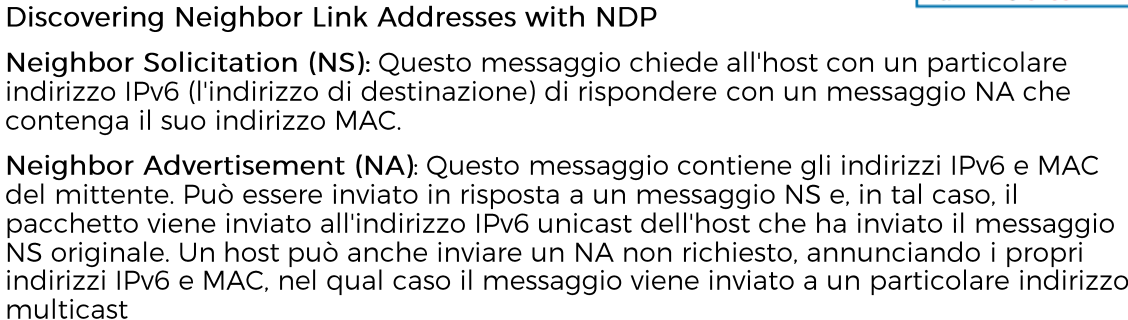 Discovering Neighbor Link Addresses with NDP
Neighbor Solicitation (NS): Questo messaggio chiede all'host con un particolare
indirizzo IPv6 (l'indirizzo di destinazione) di rispondere con un messaggio NA che
contenga il suo indirizzo MAC.
Neighbor Advertisement (NA): Questo messaggio contiene gli indirizzi IPv6 e MAC
del mittente. Può essere inviato in risposta a un messaggio NS e, in tal caso, il
pacchetto viene inviato all'indirizzo IPv6 unicast dell'host che ha inviato il messaggio
NS originale. Un host può anche inviare un NA non richiesto, annunciando i propri
indirizzi IPv6 e MAC, nel qual caso il messaggio viene inviato a un particolare indirizzo
multicast